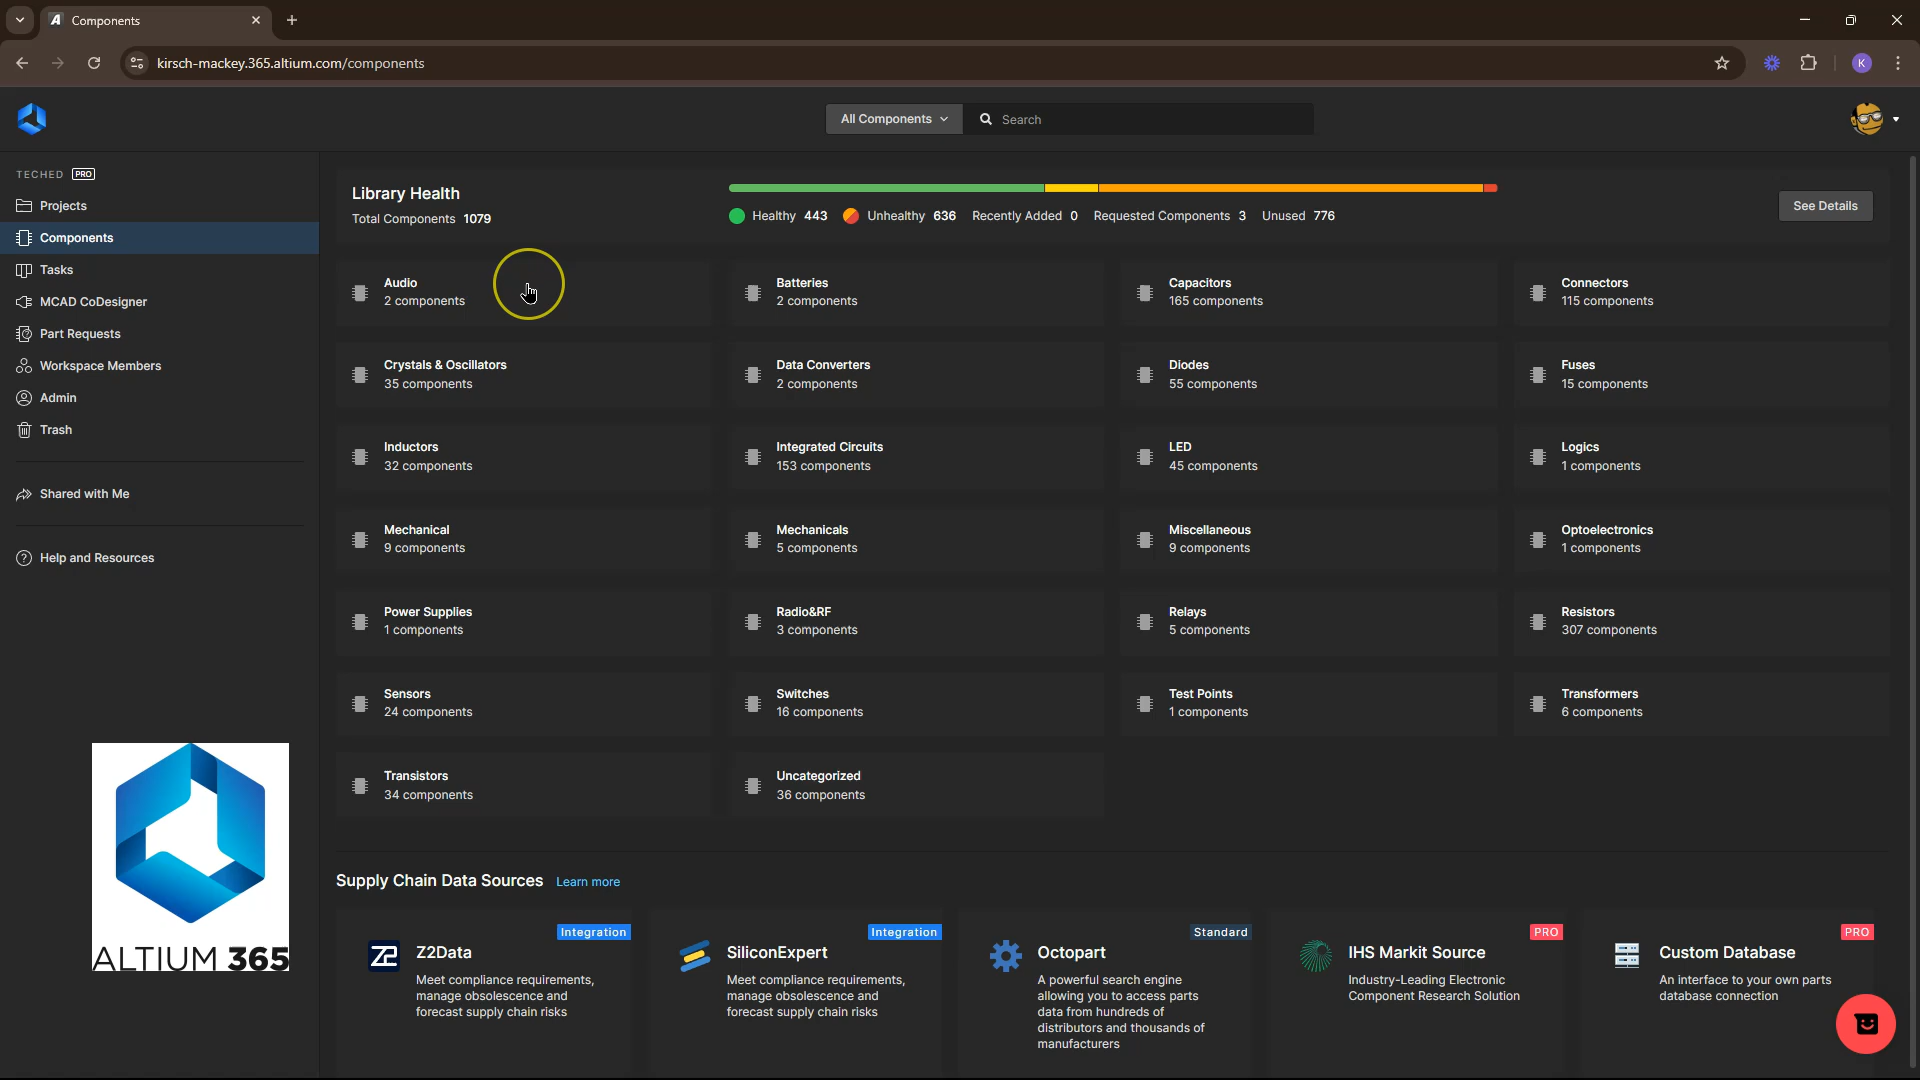 Components
kirsch-mackey.365.altium.com/components
K
All Components
Search
TECHED PRO
Projects
Components
Tasks
MCAD CoDesigner
Part Requests
Workspace Members
Admin
Trash
Shared with Me
Help and Resources
ALTIUM 365
Library Health
Total Components 1079
Healthy 443 Unhealthy 636 Recently Added 0 Requested Components 3 Unused 776
See Details
Audio
2 components
Batteries
2 components
Capacitors
165 components
Connectors
115 components
Crystals & Oscillators
35 components
Data Converters
2 components
Diodes
55 components
Fuses
15 components
Inductors
32 components
Integrated Circuits
153 components
LED
45 components
Logics
1 components
Mechanical
9 components
Mechanicals
5 components
Miscellaneous
9 components
Optoelectronics
1 components
Power Supplies
1 components
Radio&RF
3 components
Relays
5 components
Resistors
307 components
Sensors
24 components
Switches
16 components
Test Points
1 components
Transformers
6 components
Transistors
34 components
Uncategorized
36 components
Supply Chain Data Sources Learn more
Integration
Z2
Z2Data
Meet compliance requirements,
manage obsolescence and
forecast supply chain risks
Integration
SiliconExpert
Meet compliance requirements,
manage obsolescence and
forecast supply chain risks
Standard
Octopart
A powerful search engine
allowing you to access parts
data from hundreds of
distributors and thousands of
manufacturers
PRO
IHS Markit Source
Industry-Leading Electronic
Component Research Solution
PRO
Custom Database
An interface to your own parts
database connection